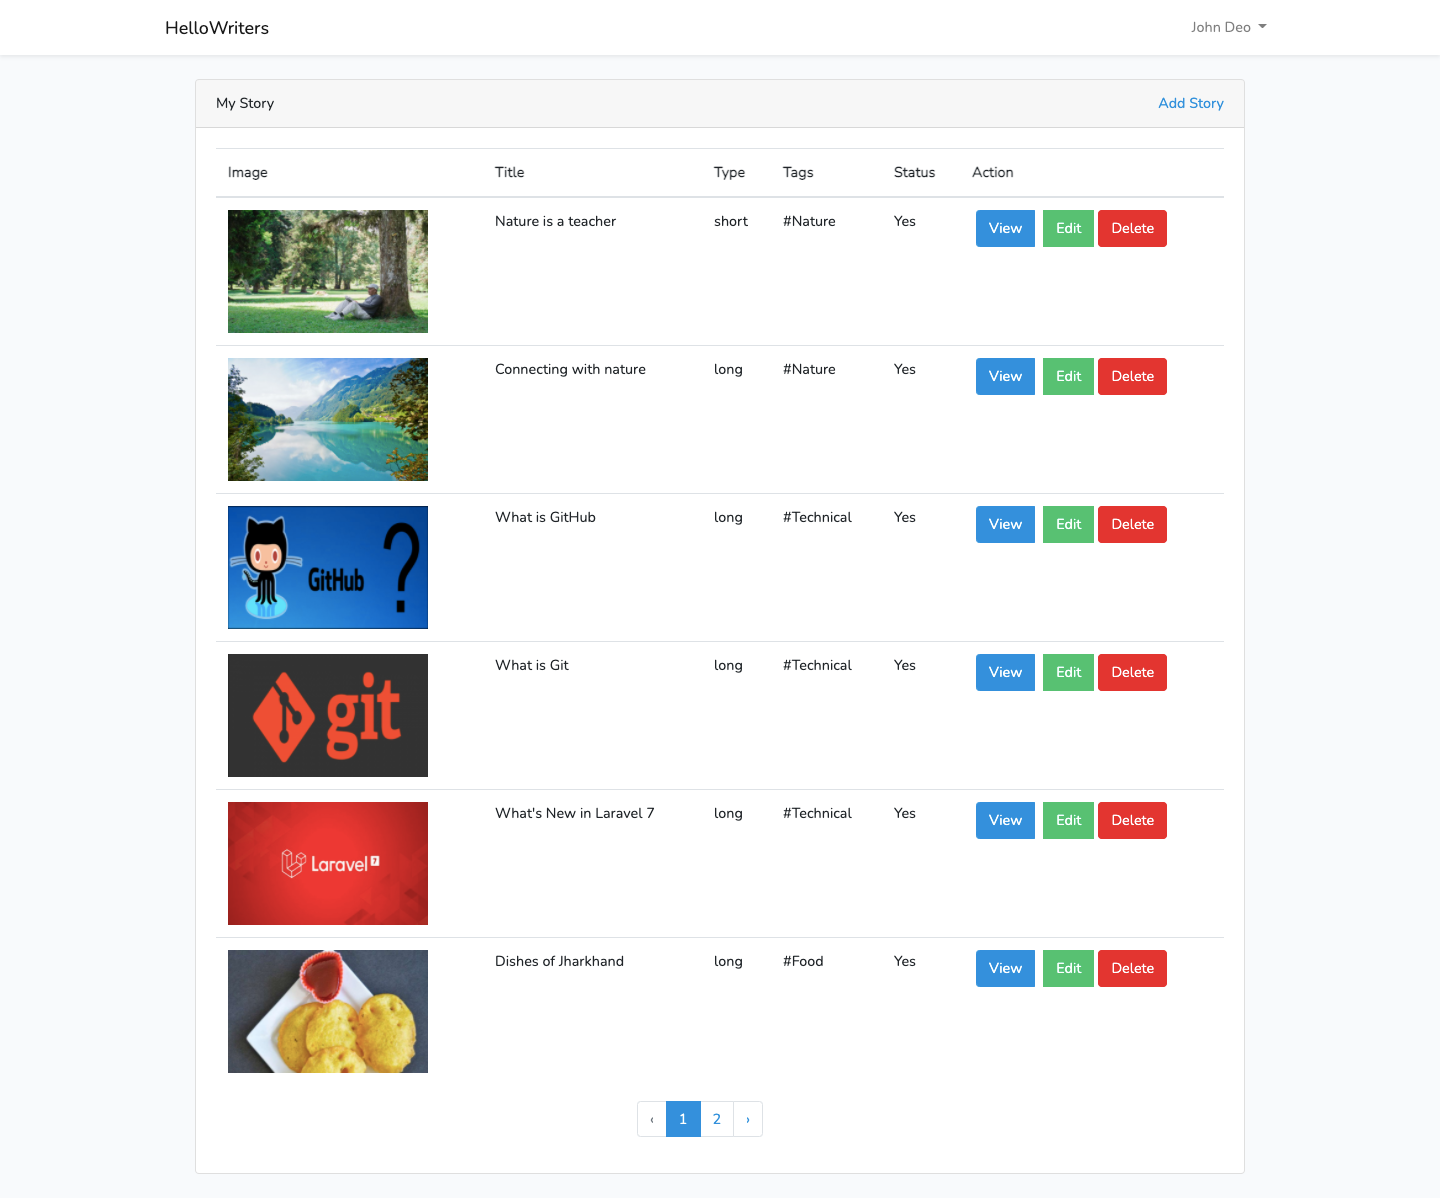 HelloWriters John Deo
My Story Add Story
Image Title Type Tags Status Action
Nature is a teacher short #Nature Yes View Edit Delete
Connecting with nature long #Nature Yes View Edit Delete
What is GitHub long #Technical Yes View Edit Delete
GitHub ?
What is Git long #Technical Yes View Edit Delete
git
What's New in Laravel 7 long #Technical Yes View Edit Delete
Laravel 7
Dishes of Jharkhand long #Food Yes View Edit Delete
‹ 1 2 ›